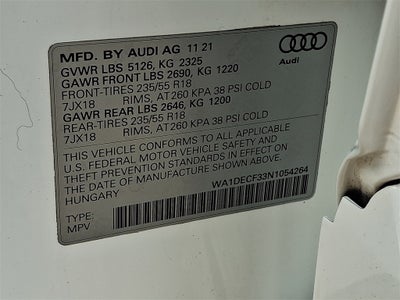 MFD. BY AUDI AG 11 21
GVWR LBS 5126, KG 2325
GAWR FRONT LBS 2690, KG 1220
FRONT-TIRES 235/55 R18
7JX18 RIMS, AT 260 KPA 38 PSI COLD
GAWR REAR LBS 2646, KG 1200
REAR-TIRES 235/55 R18
7JX18 RIMS, AT 260 KPA 38 PSI COLD
THIS VEHICLE CONFORMS TO ALL APPLICABLE
U.S. FEDERAL MOTOR VEHICLE SAFETY AND
THEFT PREVENTION STANDARDS IN EFFECT ON
THE DATE OF MANUFACTURE SHOWN ABOVE.
HUNGARY
WA1DECF33N1054264
TYPE:
MPV
Audi